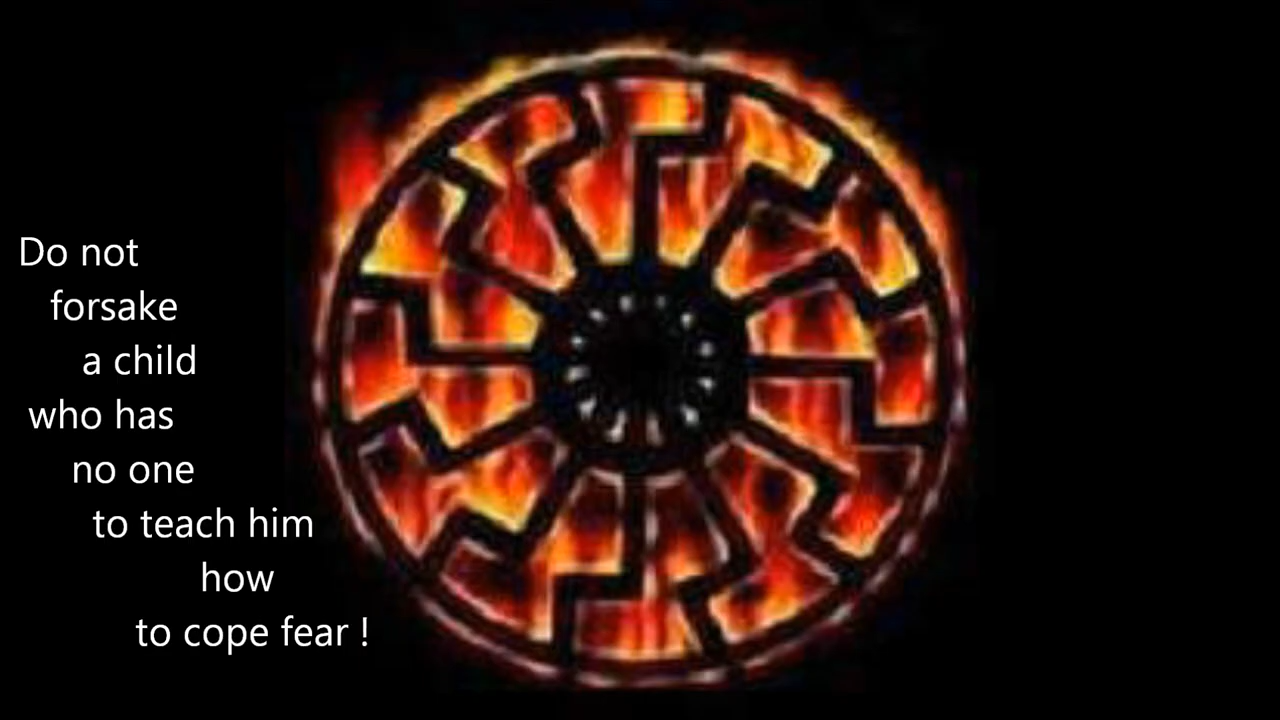 Do not
forsake
a child
who has
no one
to teach him
how
to cope fear !